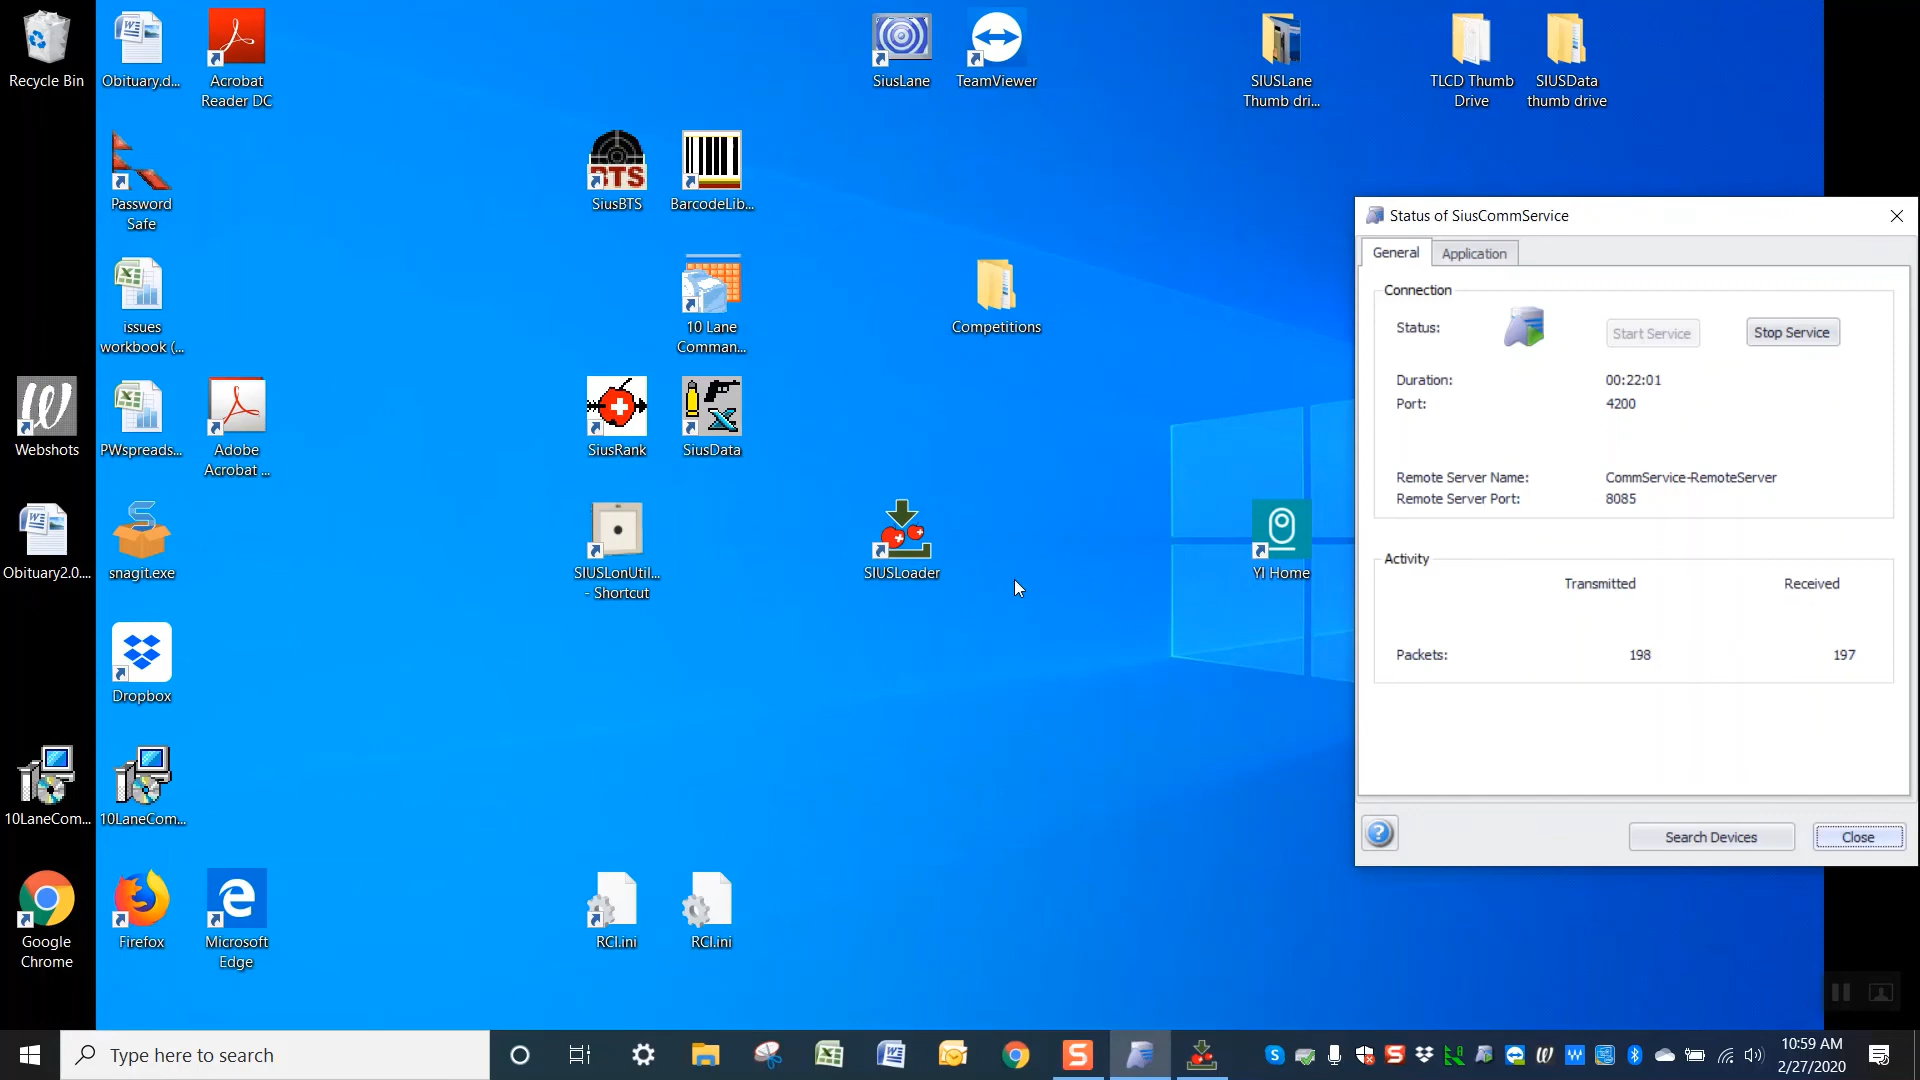 Recycle Bin
Obituary.d...
Acrobat
Reader DC
SiusLane
TeamViewer
SIUSLane
Thumb dri...
TLCD Thumb
Drive
SIUSData
thumb drive
Password
Safe
BTS
SiusBTS
BarcodeLib...
Status of SiusCommService
General
Application
Connection
Status:
Start Service
Stop Service
Duration:
00:22:01
Port:
4200
Remote Server Name:
CommService-RemoteServer
Remote Server Port:
8085
Activity
Transmitted
Received
Packets:
198
197
Search Devices
Close
issues
workbook (...
10 Lane
Comman...
Competitions
Webshots
PWspreads...
Adobe
Acrobat ...
SiusRank
SiusData
Obituary2.0....
snagit.exe
SIUSLonUtil...
- Shortcut
SIUSLoader
YI Home
Dropbox
10LaneCom...
10LaneCom...
Google
Chrome
Firefox
Microsoft
Edge
RCI.ini
RCI.ini
Type here to search
10:59 AM
2/27/2020